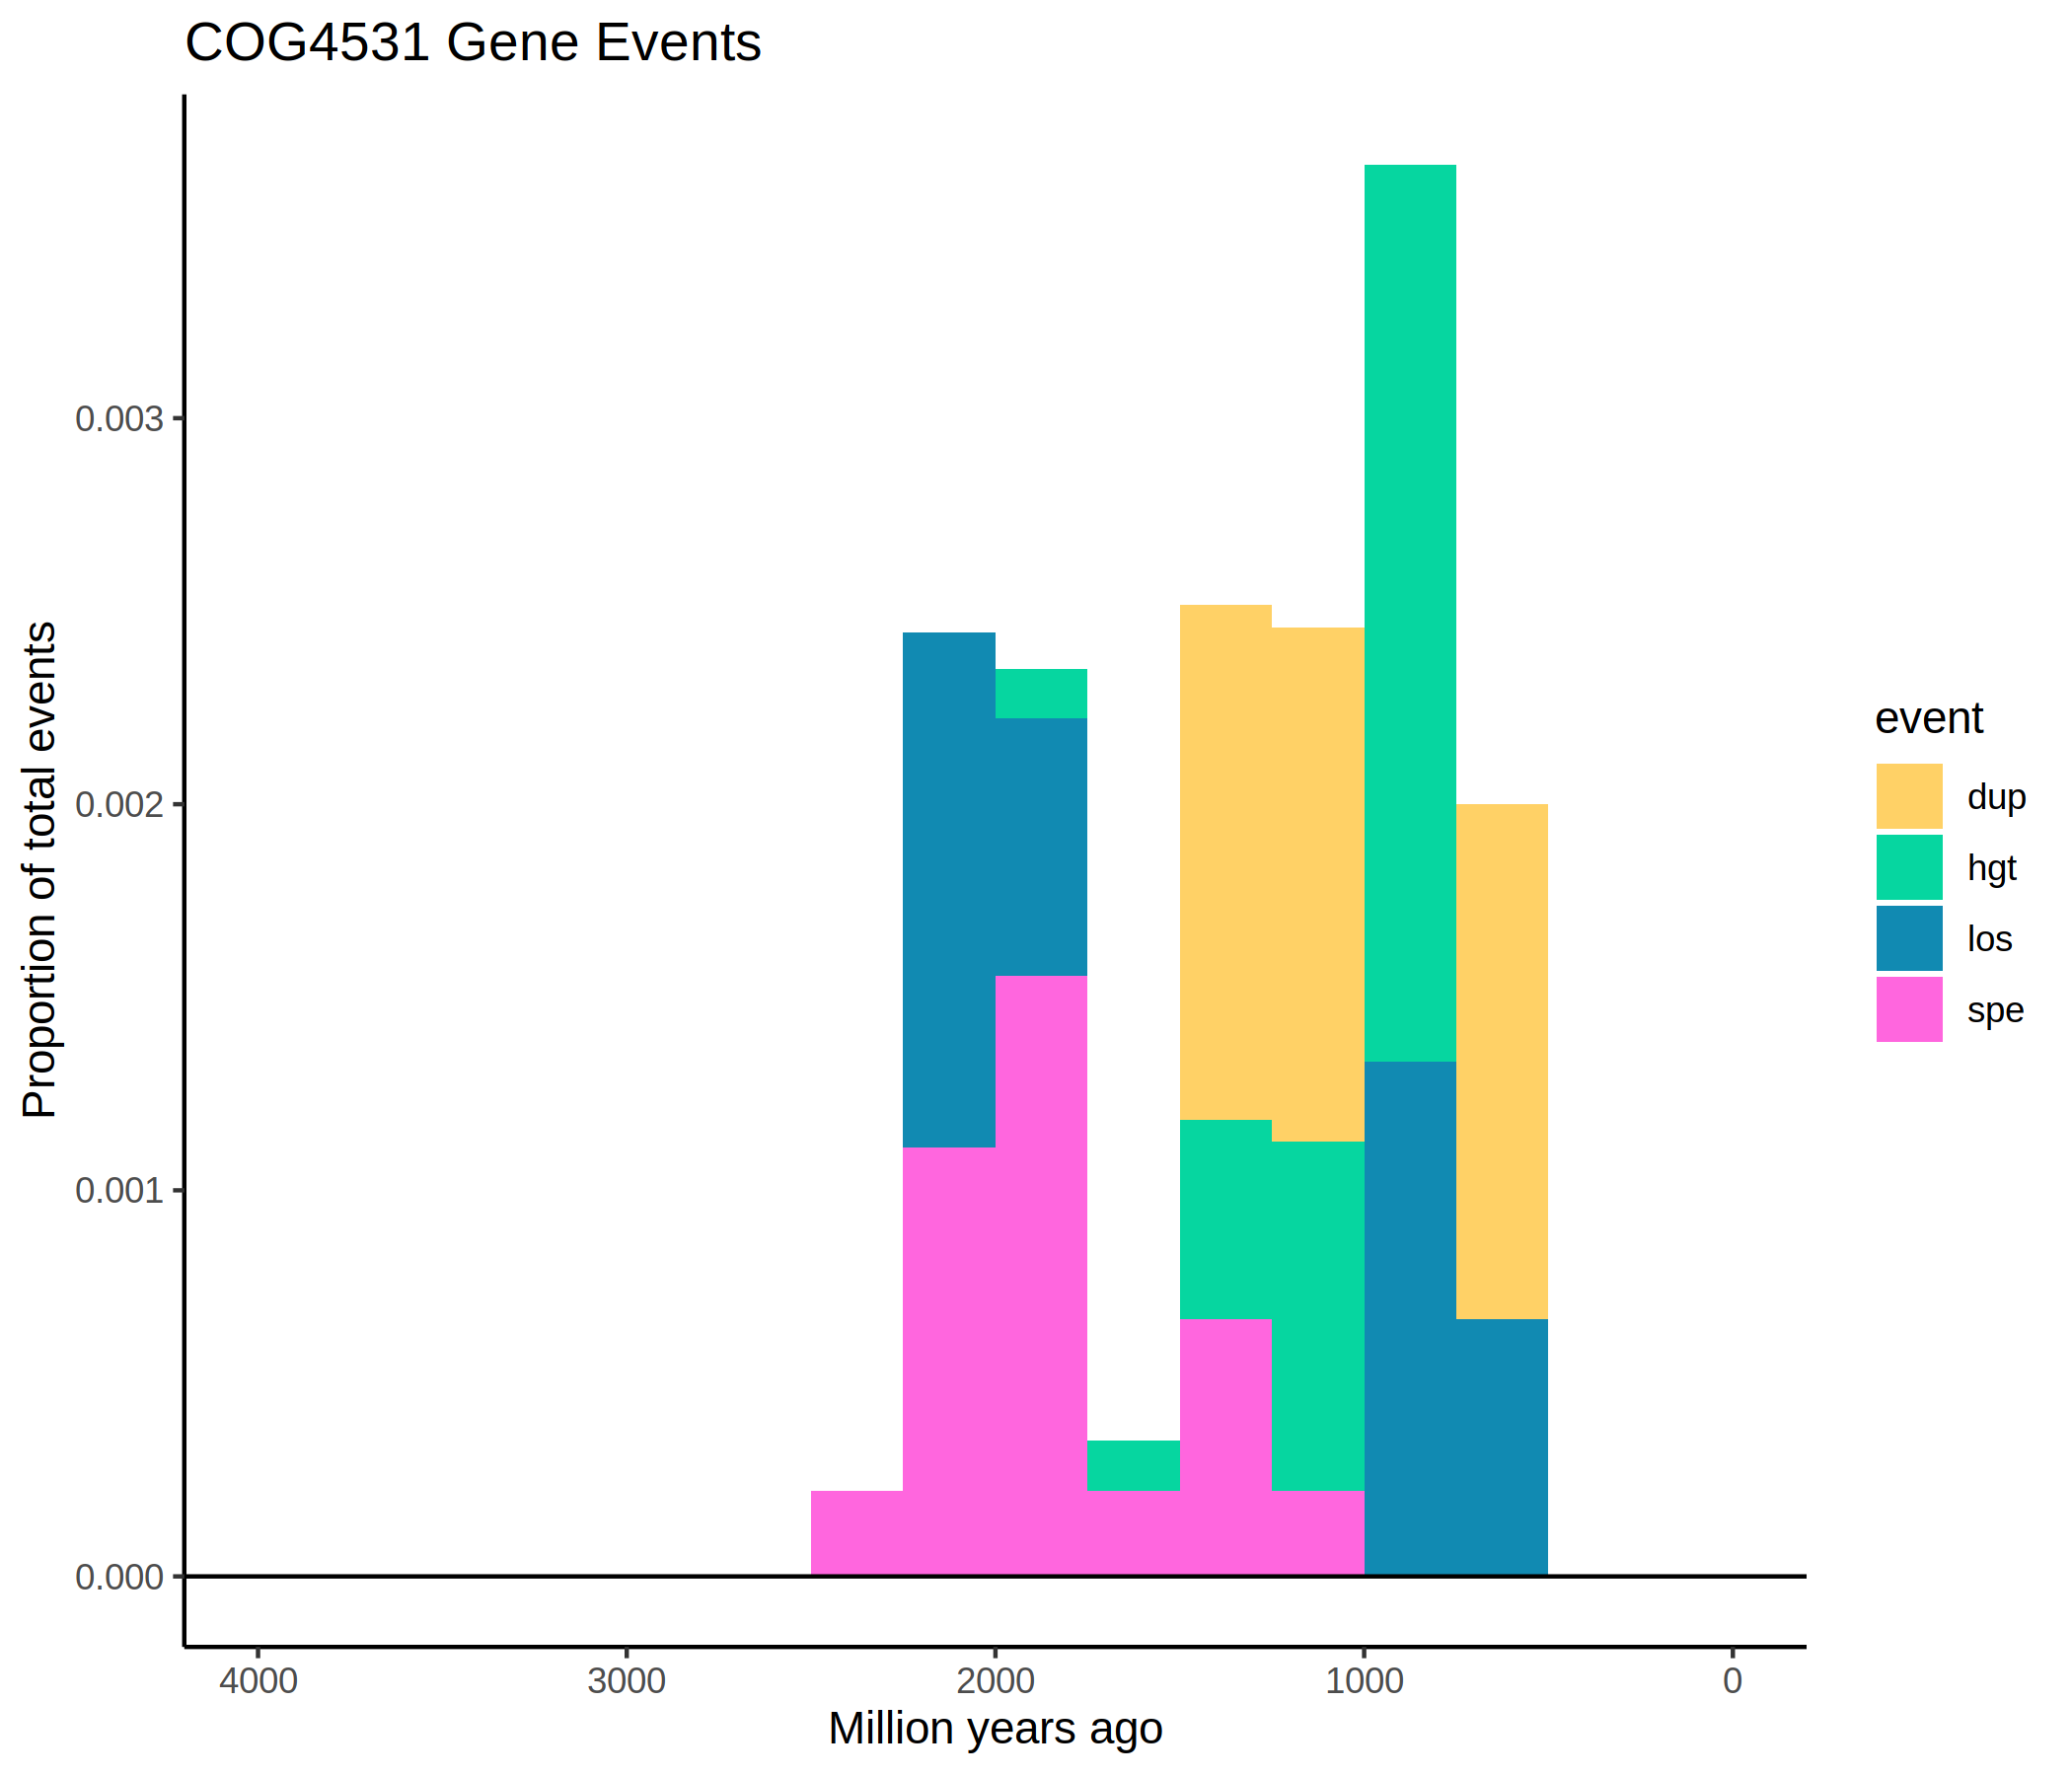 COG4531 Gene Events
Proportion of total events
0.003
0.002
0.001
0.000
4000 3000 2000 1000 0
Million years ago
event
dup
hgt
los
spe